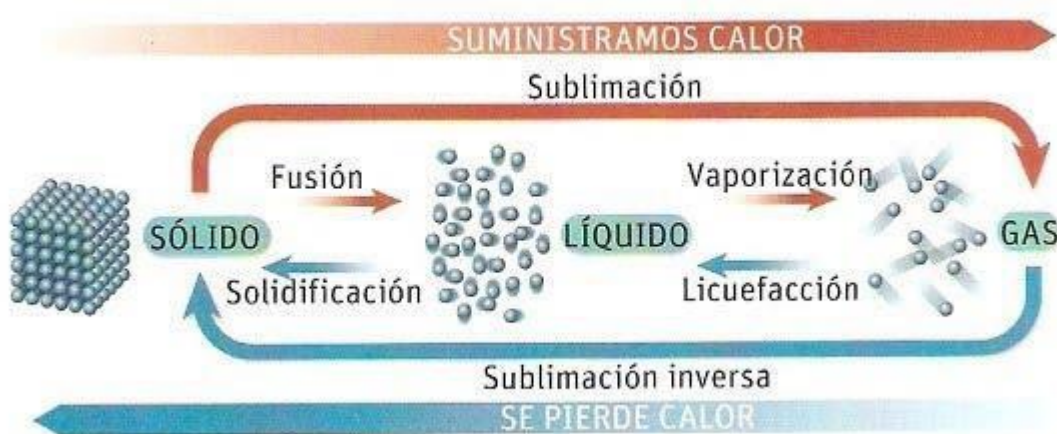 SUMINISTRAMOS CALOR
Sublimación
Fusión
Vaporización
SÓLIDO
LÍQUIDO
GAS
Solidificación
Licuefacción
Sublimación inversa
SE PIERDE CALOR